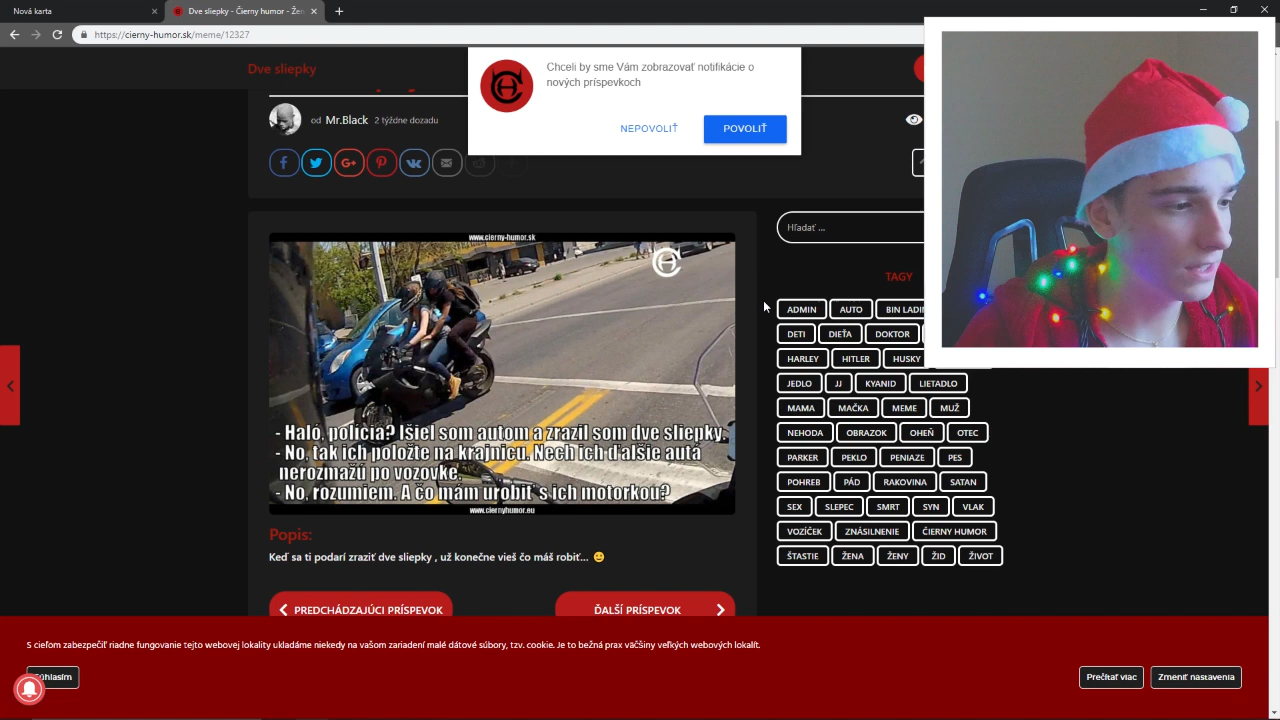 Nová karta
Dve sliepky - Čierny humor - Žen
https://cierny-humor.sk/meme/12327
Dve sliepky
Chceli by sme Vám zobrazovať notifikácie o
nových príspevkoch
NEPOVOLIŤ
POVOLIŤ
od Mr.Black 2 týždne dozadu
www.cierny-humor.sk
- Haló, polícia? Išiel som autom a zrazil som dve sliepky.
- No, tak ich položte na krajnicu. Nech ich ďalšie autá
nerozmažú po vozovke.
- No, rozumiem. A čo mám urobiť s ich motorkou?
www.ciernyhumor.eu
Popis:
Keď sa ti podarí zraziť dve sliepky , už konečne vieš čo máš robiť...
PREDCHÁDZAJÚCI PRÍSPEVOK
ĎALŠÍ PRÍSPEVOK
Hľadať ...
TAGY
ADMIN AUTO BIN LADIN
DETI DIEŤA DOKTOR
HARLEY HITLER HUSKY
JEDLO JJ KYANID LIETADLO
MAMA MAČKA MEME MUŽ
NEHODA OBRAZOK OHEŇ OTEC
PARKER PEKLO PENIAZE PES
POHREB PÁD RAKOVINA SATAN
SEX SLEPEC SMRT SYN VLAK
VOZÍČEK ZNÁSILNENIE ČIERNY HUMOR
ŠTASTIE ŽENA ŽENY ŽID ŽIVOT
S cieľom zabezpečiť riadne fungovanie tejto webovej lokality ukladáme niekedy na vašom zariadení malé dátové súbory, tzv. cookie. Je to bežná prax väčšiny veľkých webových lokalít.
Súhlasím
Prečítať viac
Zmeniť nastavenia